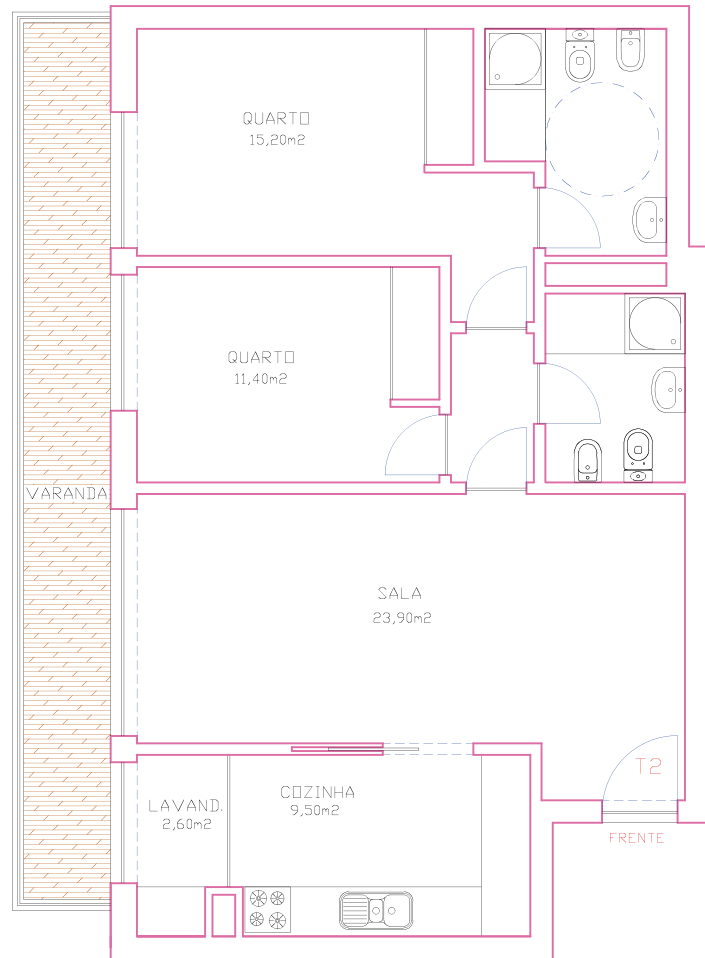 QUARTO
15,20m2
QUARTO
11,40m2
VARANDA
SALA
23,90m2
T2
COZINHA
9,50m2
LAVAND.
2,60m2
FRENTE